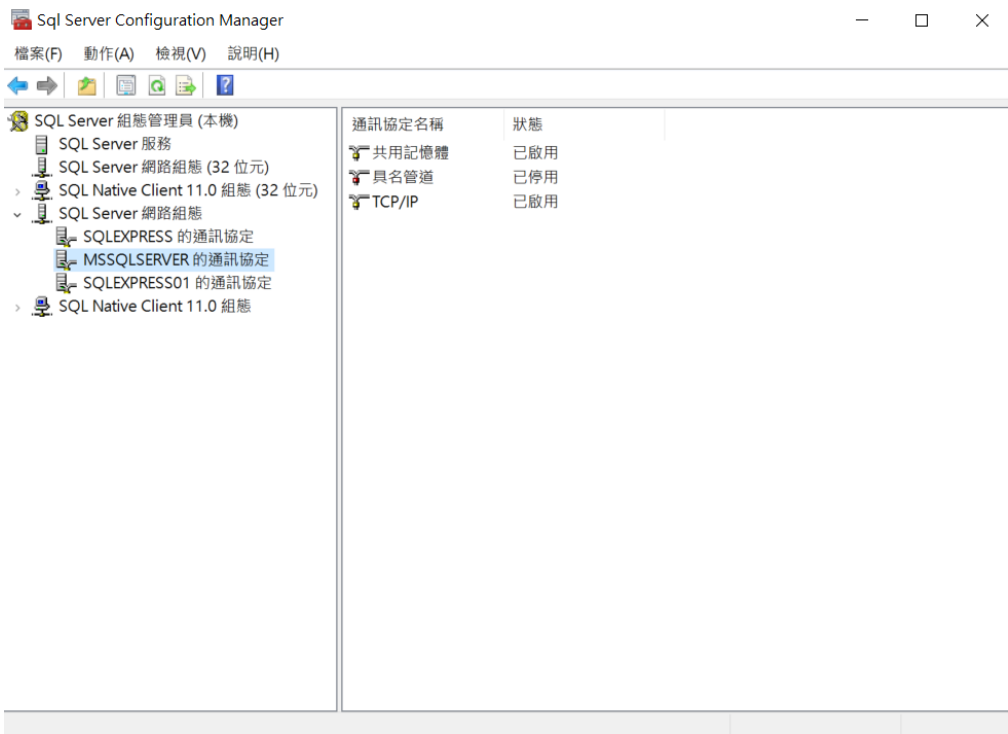 Sql Server Configuration Manager
檔案(F) 動作(A) 檢視(V) 說明(H)
SQL Server 組態管理員 (本機)
SQL Server 服務
SQL Server 網路組態 (32 位元)
SQL Native Client 11.0 組態 (32 位元)
SQL Server 網路組態
SQLEXPRESS 的通訊協定
MSSQLSERVER 的通訊協定
SQLEXPRESS01 的通訊協定
SQL Native Client 11.0 組態
通訊協定名稱 狀態
共用記憶體 已啟用
具名管道 已停用
TCP/IP 已啟用